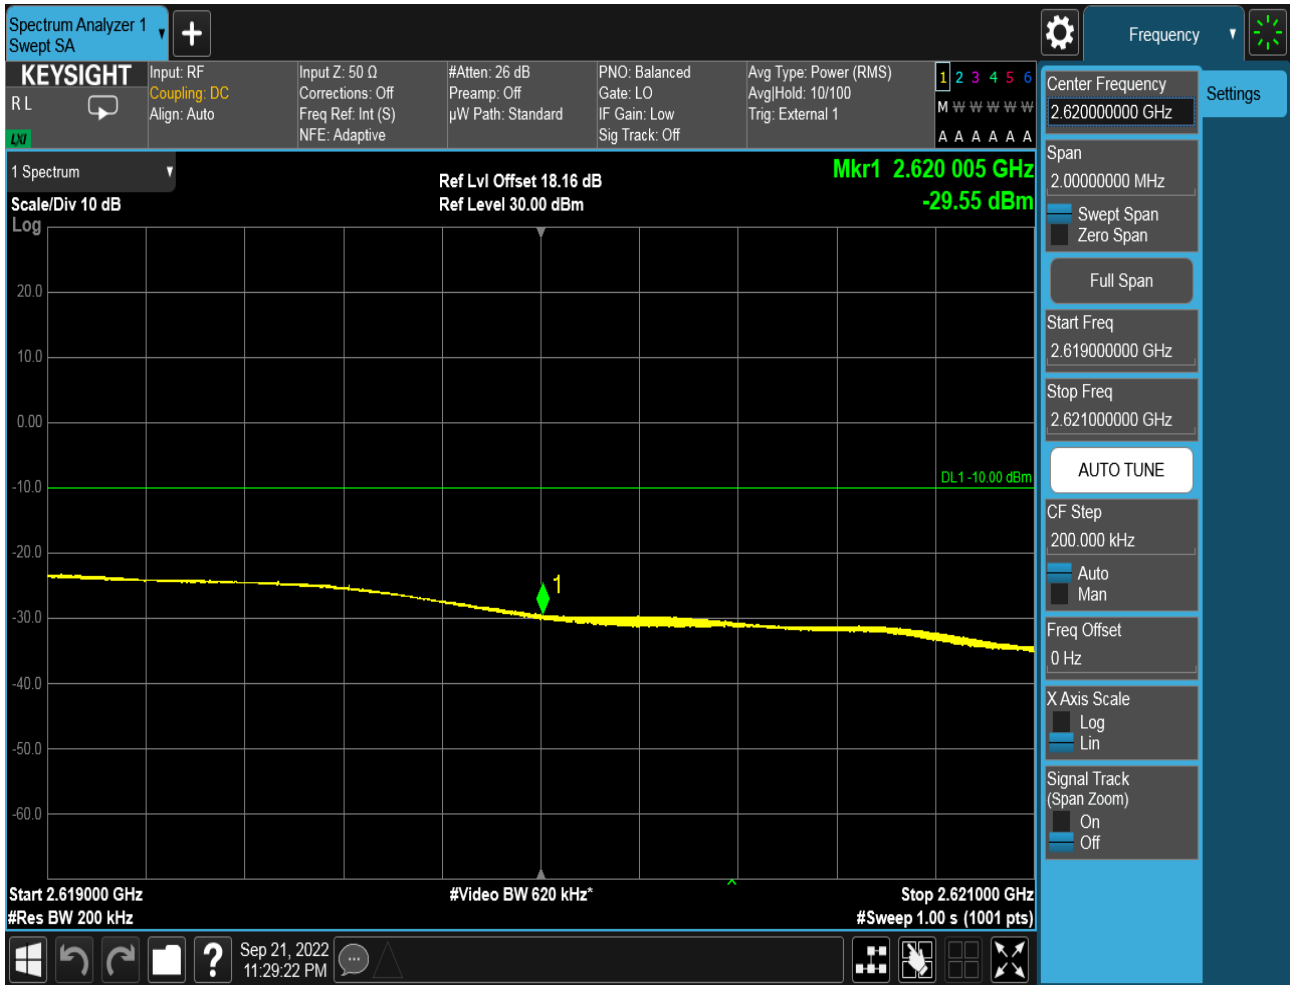 Spectrum Analyzer 1
Swept SA
Frequency
KEYSIGHT
R L
LXI
Input: RF
Coupling: DC
Align: Auto
Input Z: 50 Ω
Corrections: Off
Freq Ref: Int (S)
NFE: Adaptive
#Atten: 26 dB
Preamp: Off
µW Path: Standard
PNO: Balanced
Gate: LO
IF Gain: Low
Sig Track: Off
Avg Type: Power (RMS)
Avg|Hold: 10/100
Trig: External 1
1 2 3 4 5 6
M W W W W W
A A A A A A
1 Spectrum
Scale/Div 10 dB
Log
Ref Lvl Offset 18.16 dB
Ref Level 30.00 dBm
Mkr1 2.620 005 GHz
-29.55 dBm
20.0
10.0
0.00
-10.0
-20.0
-30.0
-40.0
-50.0
-60.0
DL1 -10.00 dBm
1
Start 2.619000 GHz
#Res BW 200 kHz
#Video BW 620 kHz*
Stop 2.621000 GHz
#Sweep 1.00 s (1001 pts)
Sep 21, 2022
11:29:22 PM
Center Frequency
2.620000000 GHz
Settings
Span
2.00000000 MHz
Swept Span
Zero Span
Full Span
Start Freq
2.619000000 GHz
Stop Freq
2.621000000 GHz
AUTO TUNE
CF Step
200.000 kHz
Auto
Man
Freq Offset
0 Hz
X Axis Scale
Log
Lin
Signal Track
(Span Zoom)
On
Off